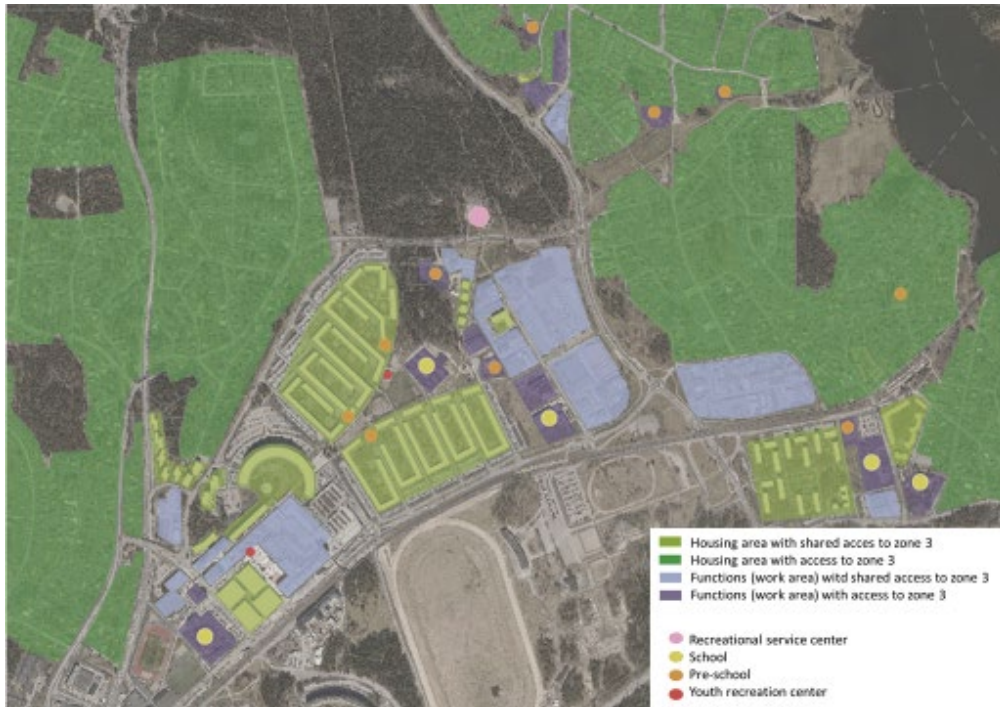 Housing area with shared acces to zone 3
Housing area with access to zone 3
Functions (work area) witd shared access to zone 3
Functions (work area) with access to zone 3
Recreational service center
School
Pre-school
Youth recreation center